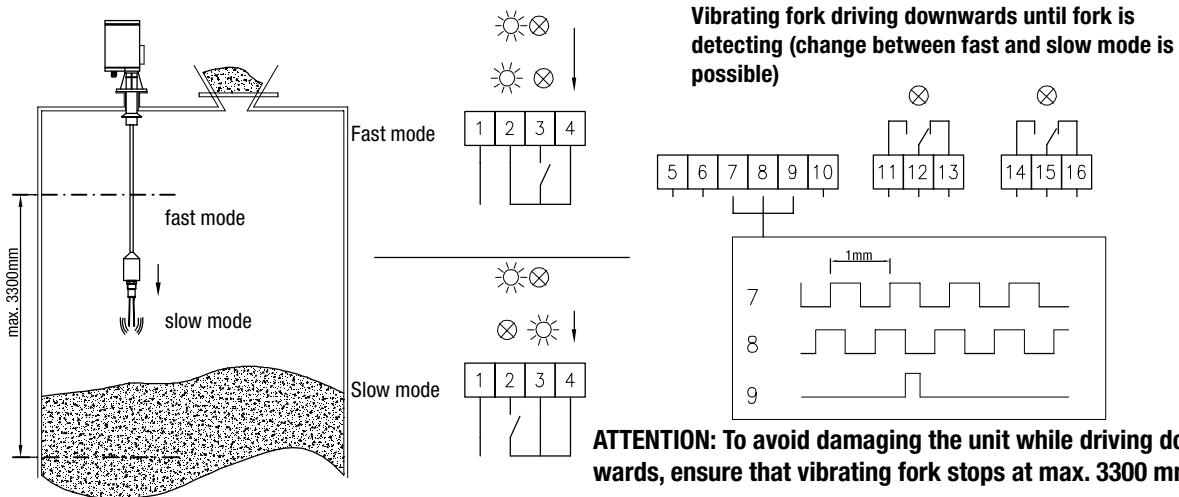 Vibrating fork driving downwards until fork is
detecting (change between fast and slow mode is
possible)
Fast mode
1 2 3 4
5 6 7 8 9 10
11 12 13
14 15 16
fast mode
max. 3300mm
slow mode
1mm
7
8
9
Slow mode
1 2 3 4
ATTENTION: To avoid damaging the unit while driving do
wards, ensure that vibrating fork stops at max. 3300 mm